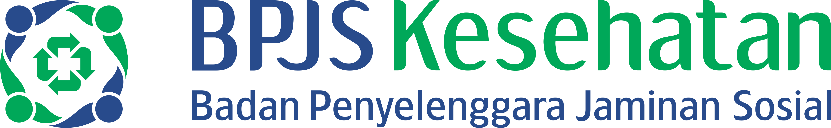 BPJS Kesehatan
Badan Penyelenggara Jaminan Sosial